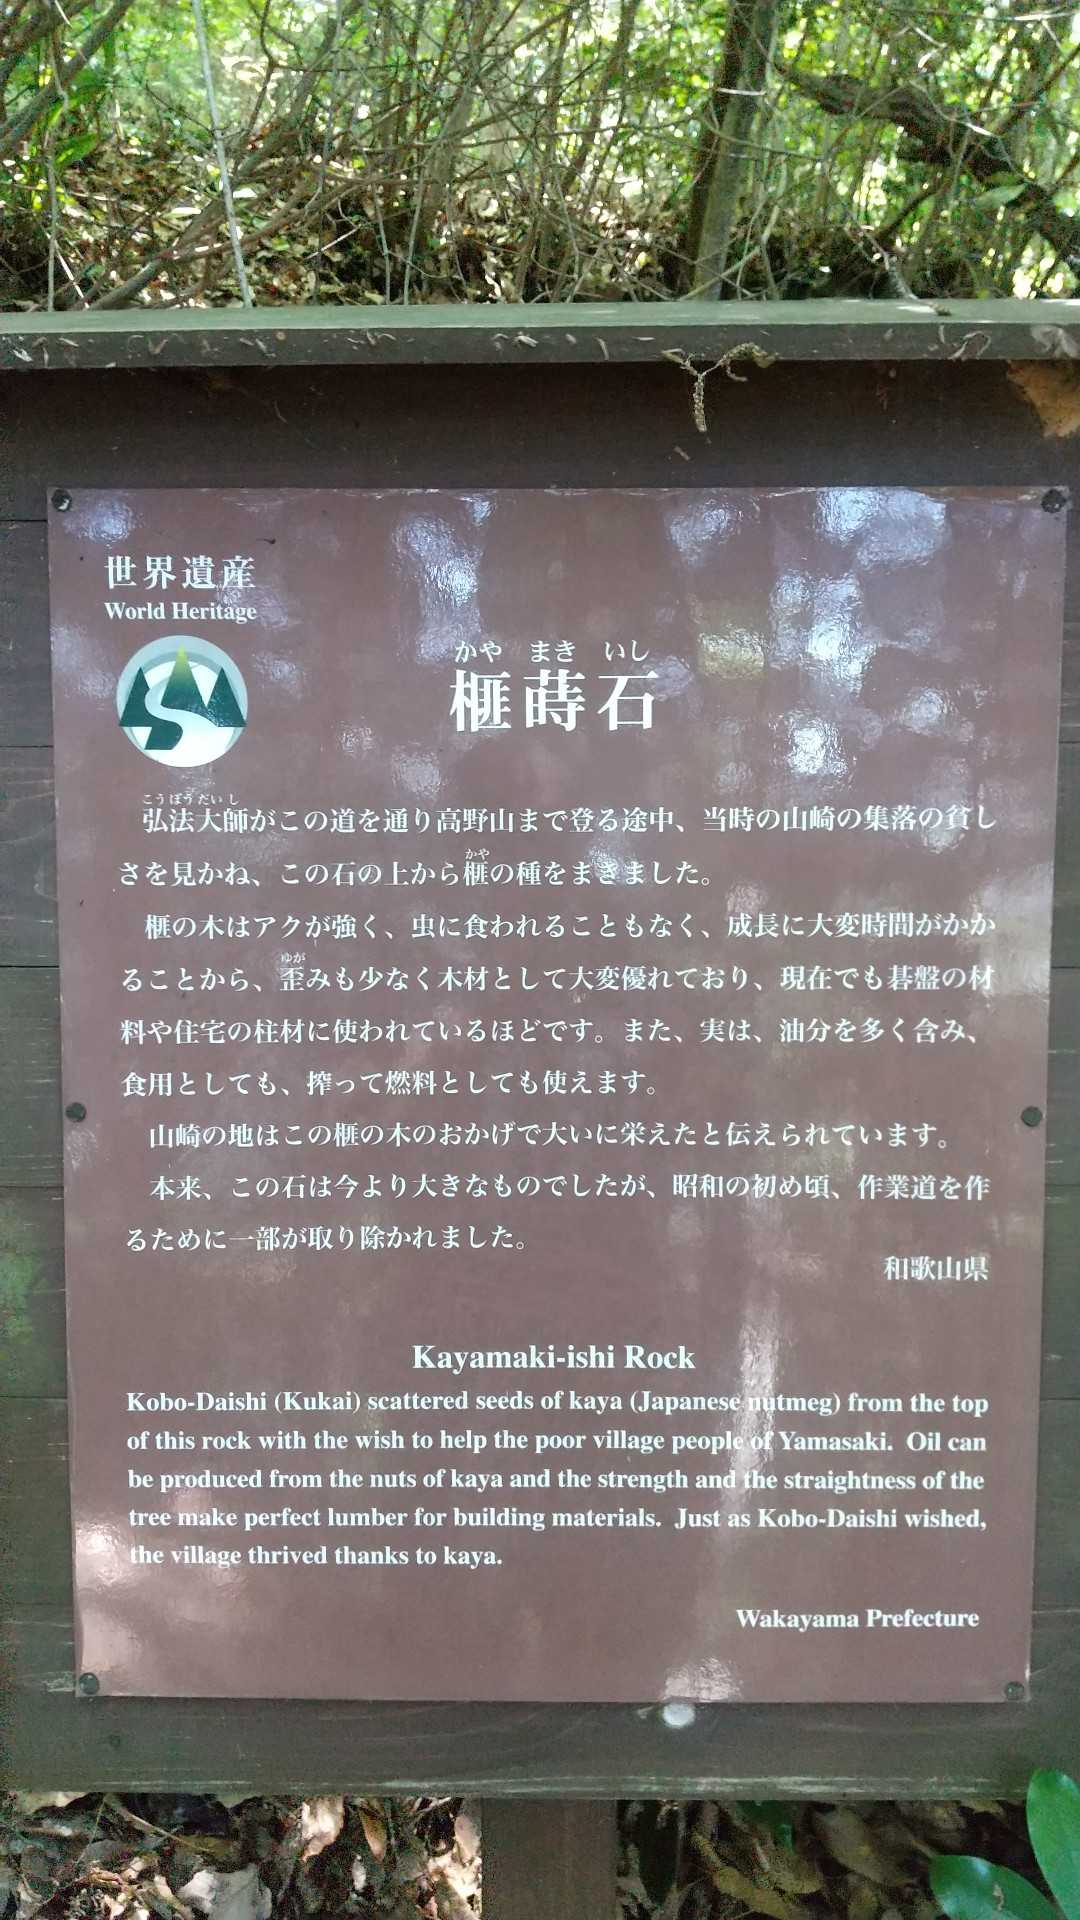 世界遺産
World Heritage
かや まき いし
榧蒔石
こうぼうだいし
弘法大師がこの道を通り高野山まで登る途中、当時の山崎の集落の貧し
かや
さを見かね、この石の上から榧の種をまきました。
榧の木はアクが強く、虫に食われることもなく、成長に大変時間がかか
ゆが
ることから、歪みも少なく木材として大変優れており、現在でも碁盤の材
料や住宅の柱材に使われているほどです。また、実は、油分を多く含み、
食用としても、搾って燃料としても使えます。
山崎の地はこの榧の木のおかげで大いに栄えたと伝えられています。
本来、この石は今より大きなものでしたが、昭和の初め頃、作業道を作
るために一部が取り除かれました。
和歌山県
Kayamaki-ishi Rock
Kobo-Daishi (Kukai) scattered seeds of kaya (Japanese nutmeg) from the top
of this rock with the wish to help the poor village people of Yamasaki. Oil can
be produced from the nuts of kaya and the strength and the straightness of the
tree make perfect lumber for building materials. Just as Kobo-Daishi wished,
the village thrived thanks to kaya.
Wakayama Prefecture